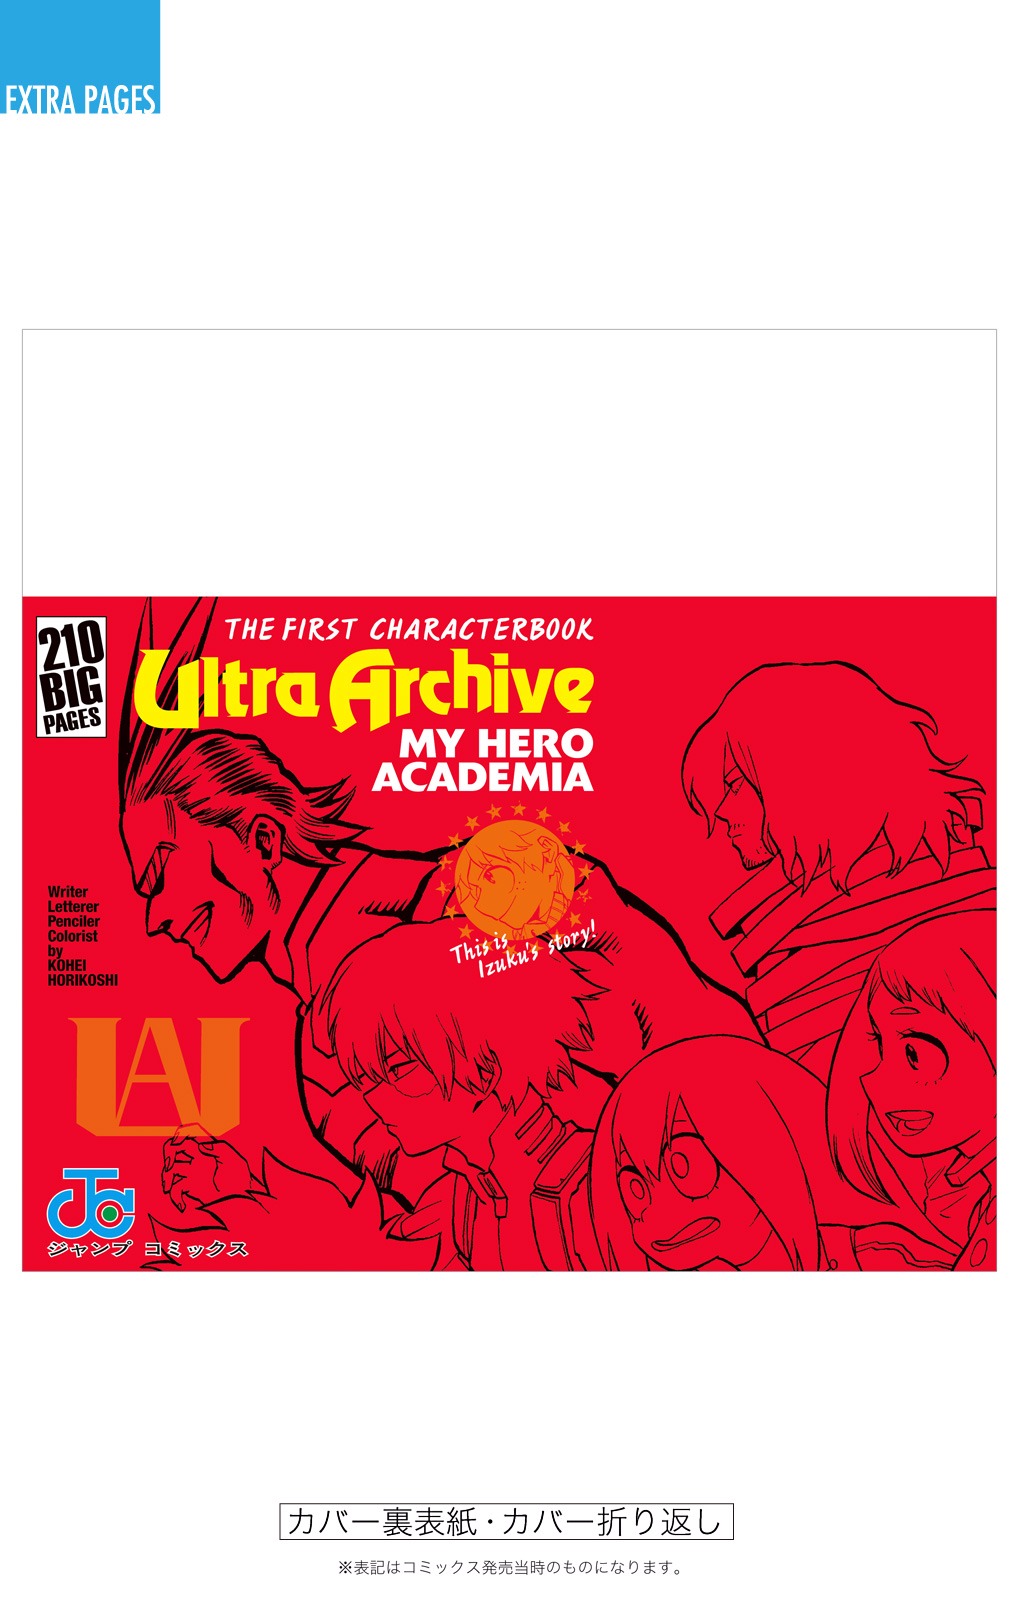 EXTRA PAGES
210
BIG
PAGES
THE FIRST CHARACTERBOOK
Ultra Archive
MY HERO
ACADEMIA
This is
Izuku's story!
Writer
Letterer
Penciler
Colorist
by
KOHEI
HORIKOSHI
UA
JC
ジャンプ コミックス
カバー裏表紙・カバー折り返し
※表記はコミックス発売当時のものになります。